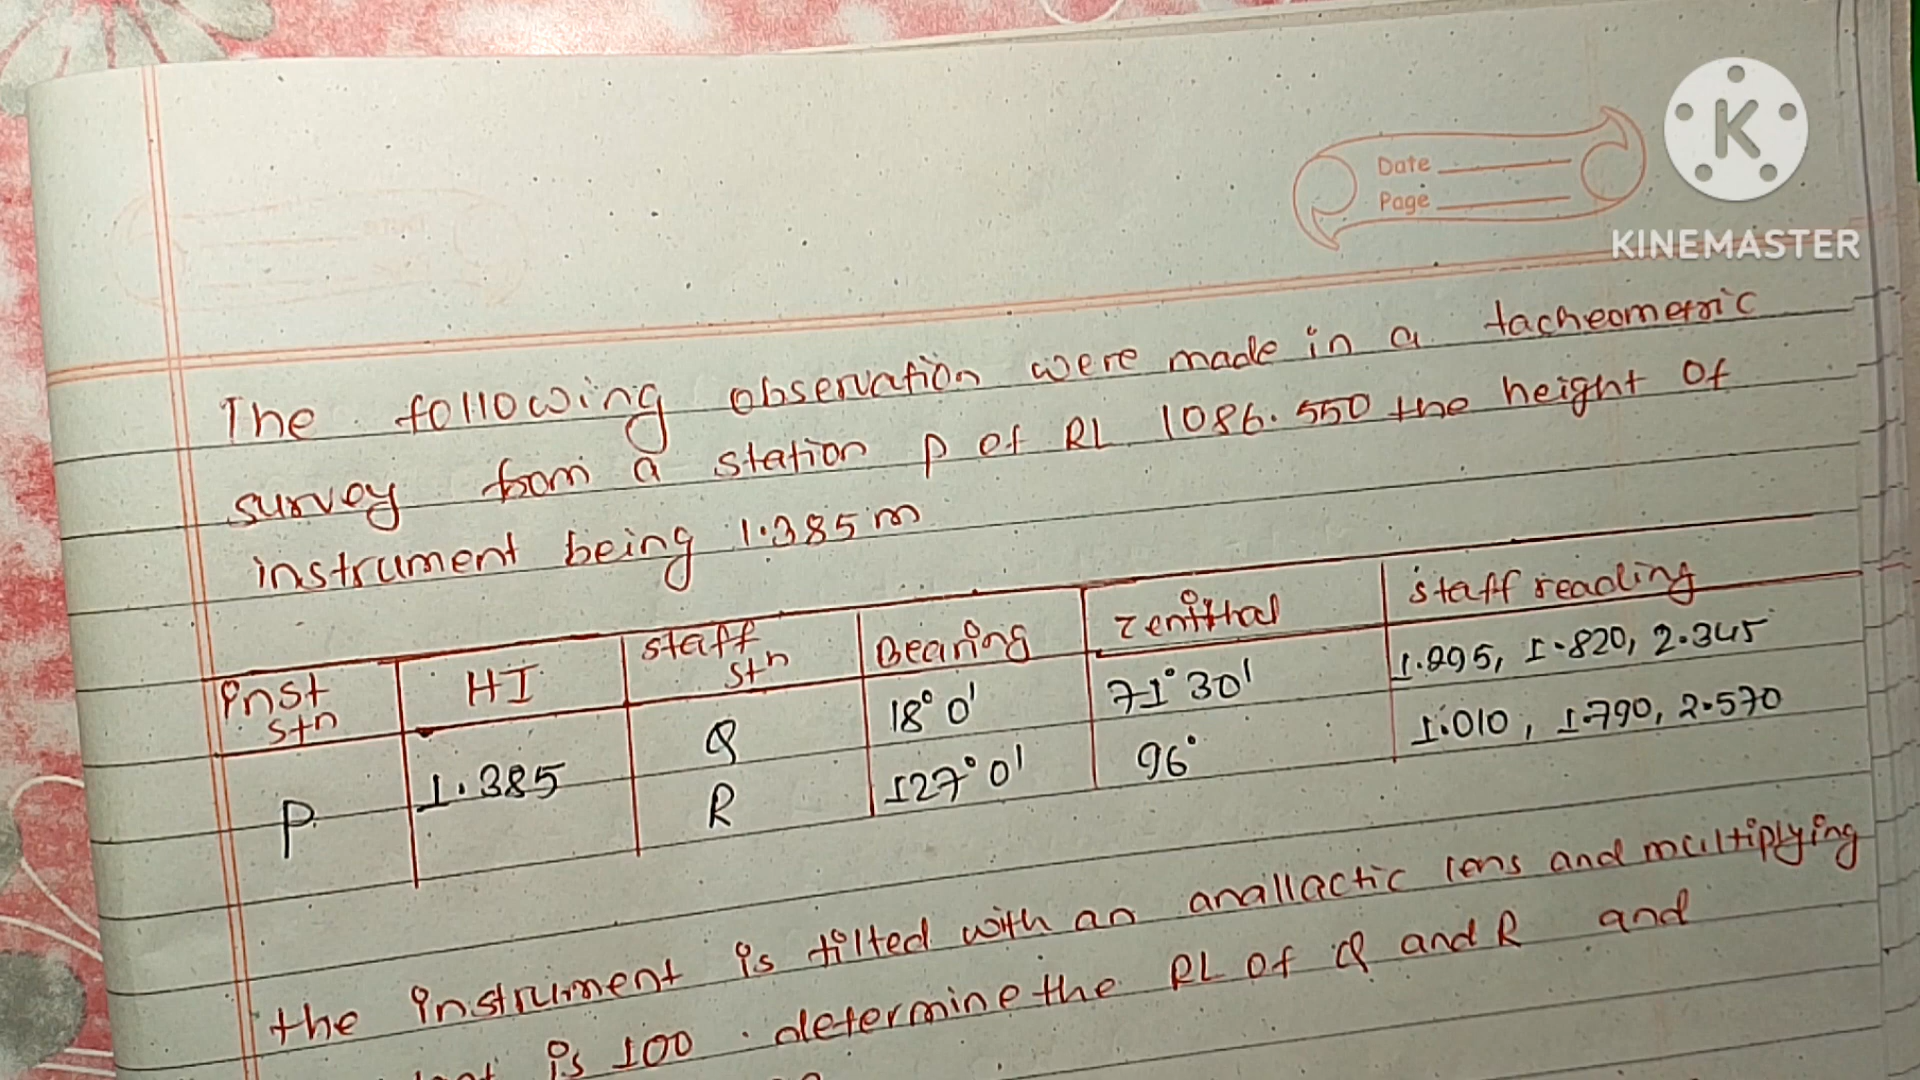 Date
Page
KINEMASTER
The following observation were made in a tacheometric
survey from a station P of RL 1086.550 the height of
instrument being 1.385m
inst stn HI staff stn Bearing zenithal staff reading
P 1.385 Q 18°0' 71°30' 1.295, 1.820, 2.345
R 127°0' 96° 1.010, 1.790, 2.570
the instrument is tilted with an anallactic lens and multiplying
is 100. determine the RL of Q and R and